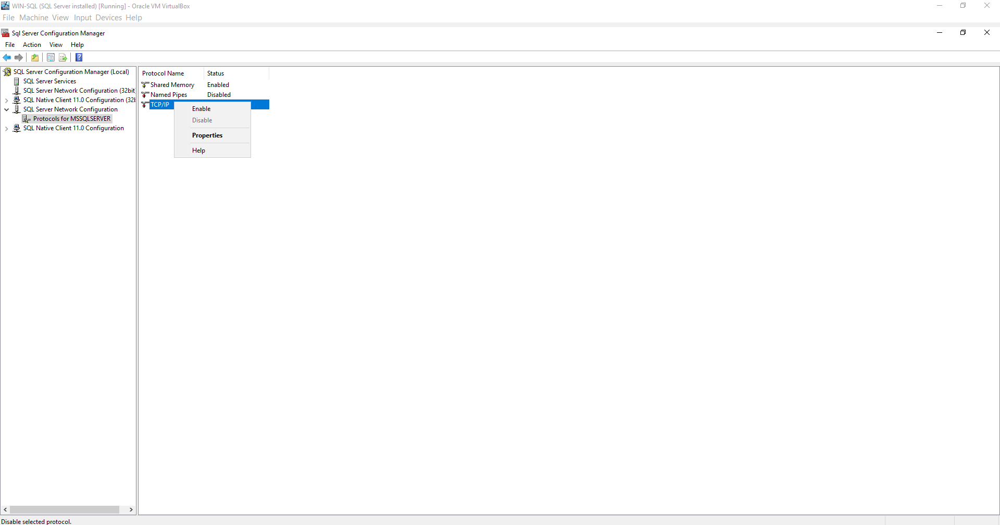 WIN-SQL (SQL Server installed) [Running] - Oracle VM VirtualBox
File Machine View Input Devices Help
Sql Server Configuration Manager
File Action View Help
SQL Server Configuration Manager (Local)
SQL Server Services
SQL Server Network Configuration (32bit
SQL Native Client 11.0 Configuration (32
SQL Server Network Configuration
Protocols for MSSQLSERVER
SQL Native Client 11.0 Configuration
Protocol Name Status
Shared Memory Enabled
Named Pipes Disabled
TCP/IP
Enable
Disable
Properties
Help
Disable selected protocol.